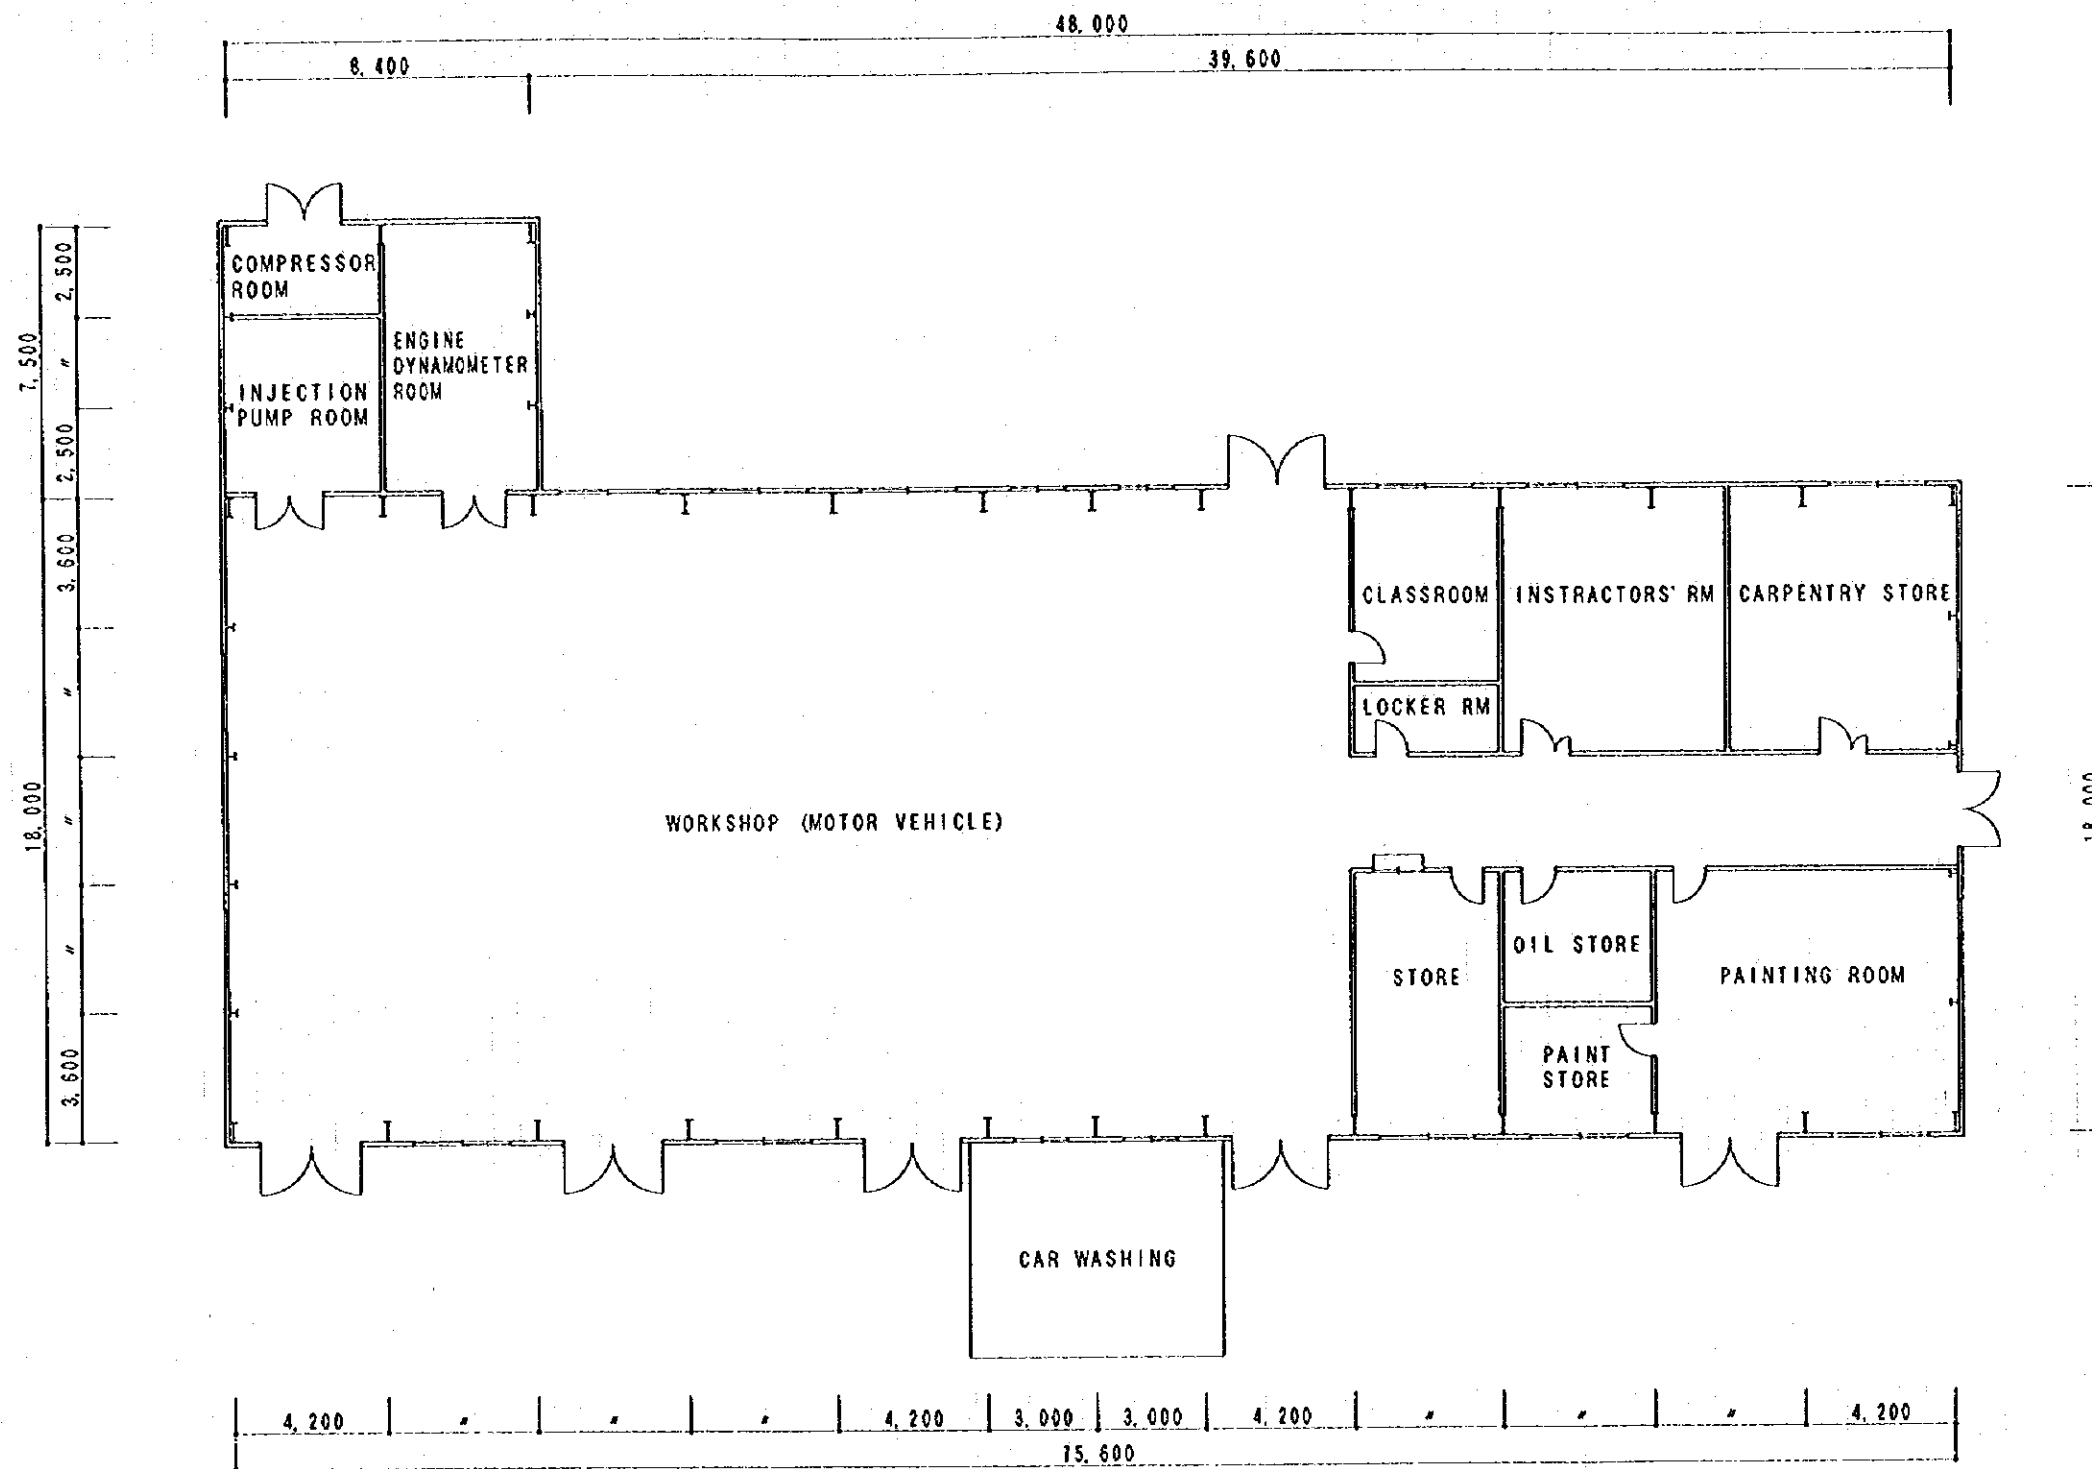 48,000
8,400
39,600
2,500
〃
2,500
7,500
COMPRESSOR
ROOM
ENGINE
DYNAMOMETER
ROOM
INJECTION
PUMP ROOM
3,600
〃
〃
〃
3,600
18,000
CLASSROOM
INSTRACTORS' RM
CARPENTRY STORE
LOCKER RM
WORKSHOP (MOTOR VEHICLE)
18,000
STORE
OIL STORE
PAINTING ROOM
PAINT
STORE
CAR WASHING
4,200
〃
〃
〃
4,200
3,000
3,000
4,200
〃
〃
〃
4,200
15,600